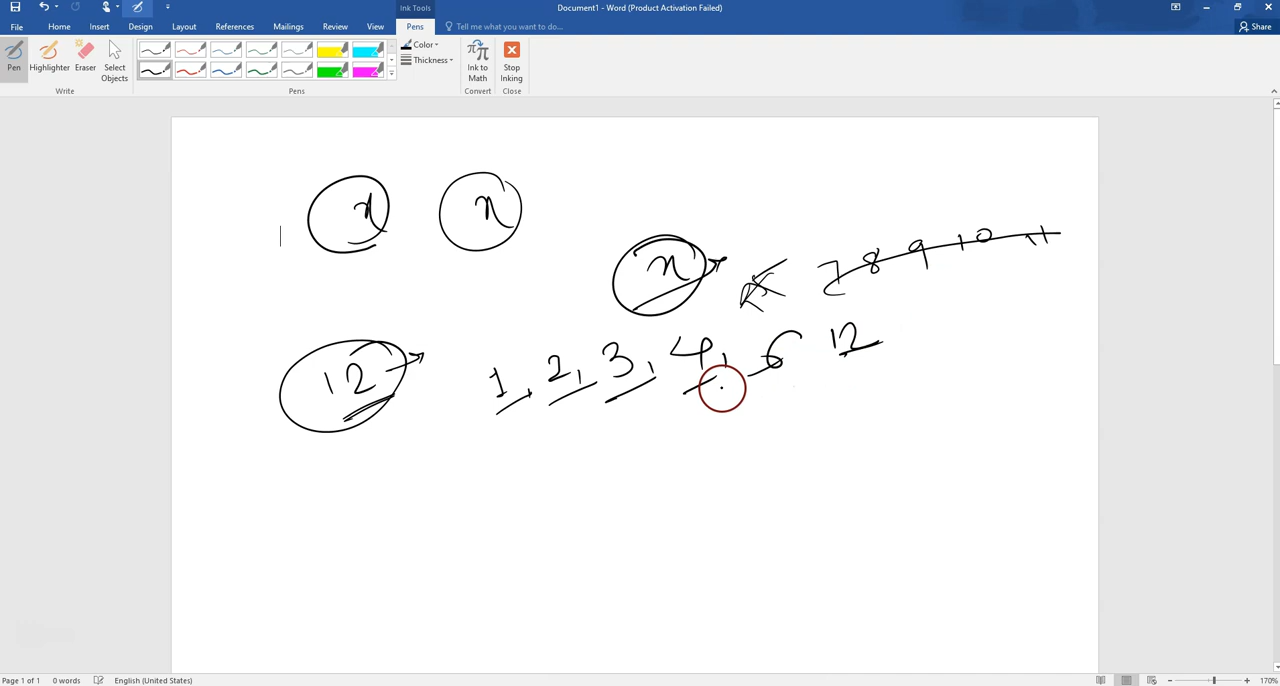 Ink Tools
Document1 - Word (Product Activation Failed)
File Home Insert Design Layout References Mailings Review View Pens Tell me what you want to do... Share
Pen Highlighter Eraser Select Objects
Color
Thickness
Ink to Math
Stop Inking
Write Pens Convert Close
x n
n 7 8 9 10 11
12 1, 2, 3, 4, 6 12
Page 1 of 1 0 words English (United States) 170%